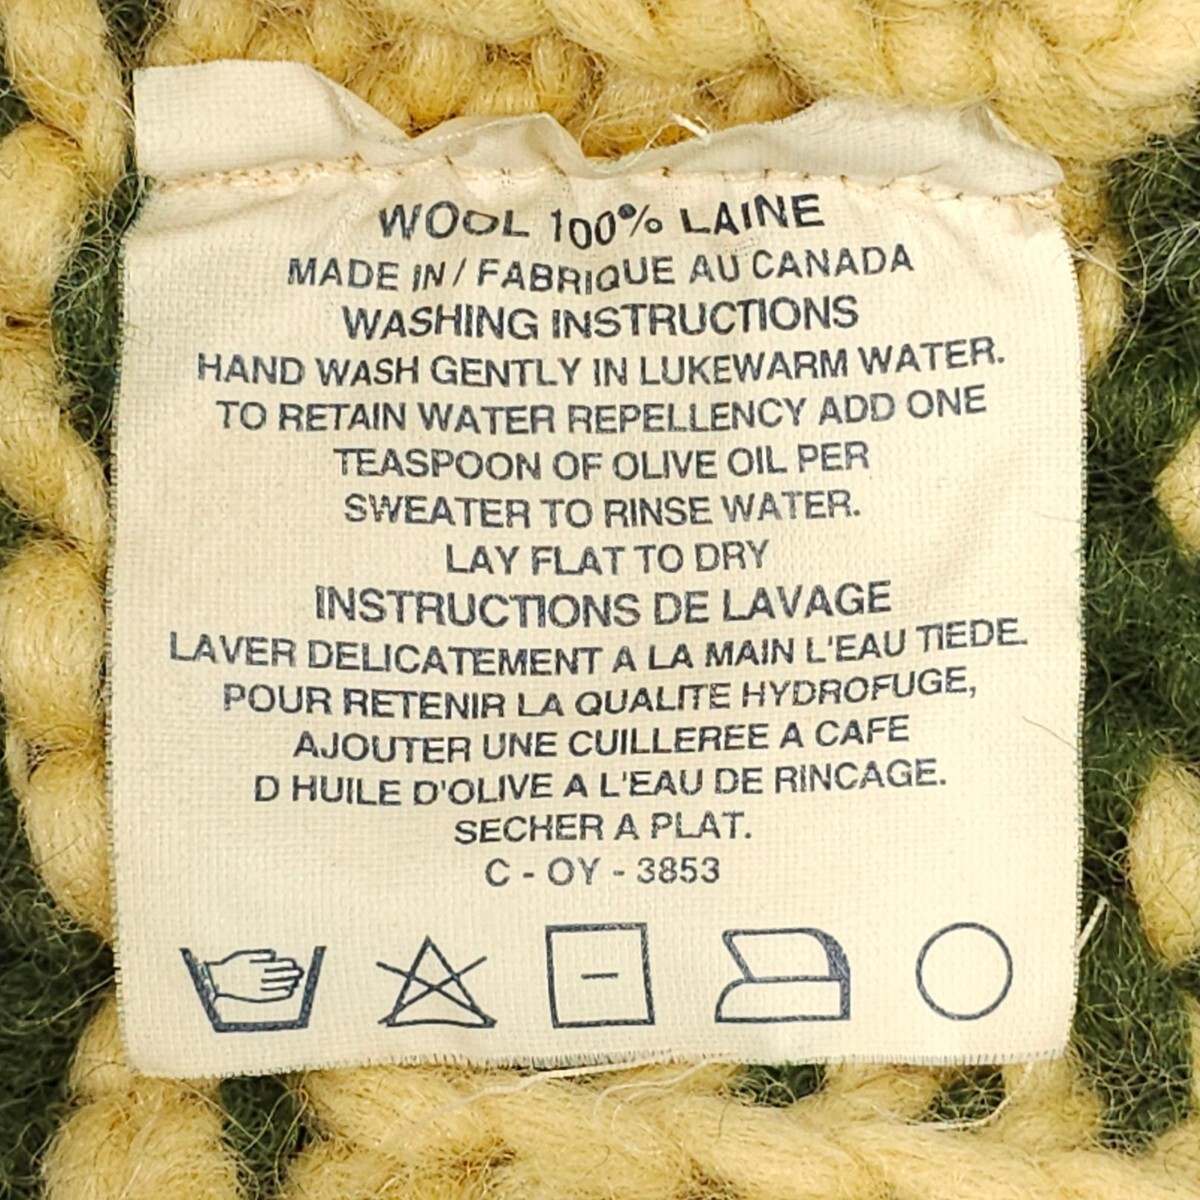 WOOL 100% LAINE
MADE IN / FABRIQUE AU CANADA
WASHING INSTRUCTIONS
HAND WASH GENTLY IN LUKEWARM WATER.
TO RETAIN WATER REPELLENCY ADD ONE
TEASPOON OF OLIVE OIL PER
SWEATER TO RINSE WATER.
LAY FLAT TO DRY
INSTRUCTIONS DE LAVAGE
LAVER DELICATEMENT A LA MAIN L'EAU TIEDE.
POUR RETENIR LA QUALITE HYDROFUGE,
AJOUTER UNE CUILLEREE A CAFE
D HUILE D'OLIVE A L'EAU DE RINCAGE.
SECHER A PLAT.
C - OY - 3853